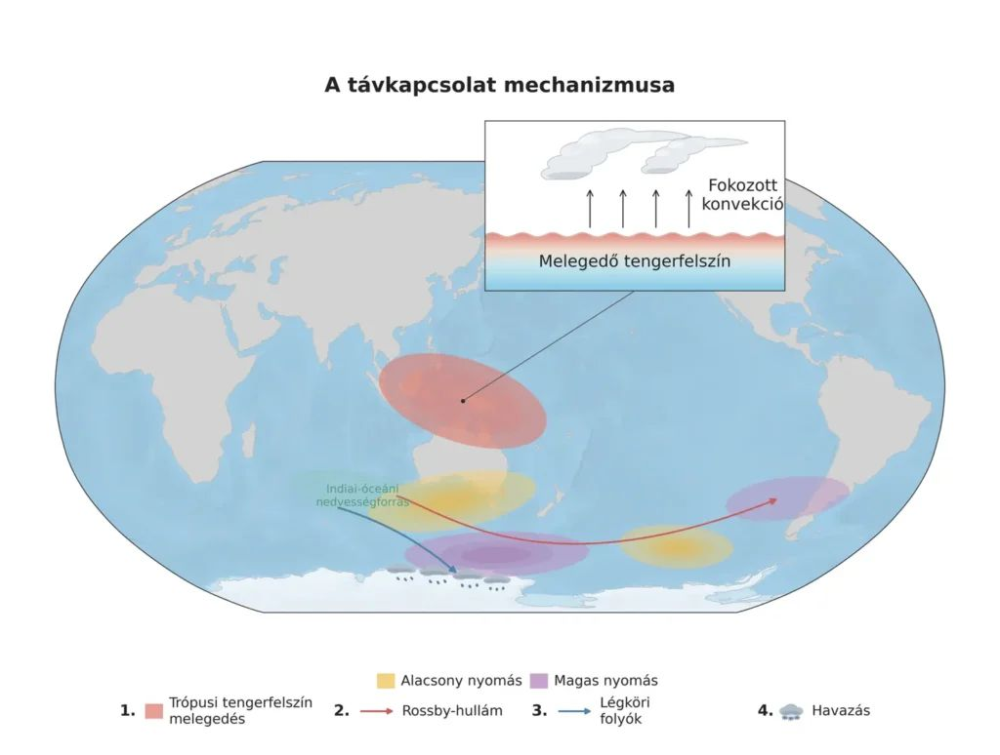 A távkapcsolat mechanizmusa
Fokozott
konvekció
Melegedő tengerfelszín
Indiai-óceáni
nedvességforrás
Alacsony nyomás
Magas nyomás
1.
Trópusi tengerfelszín
melegedés
2.
Rossby-hullám
3.
Légköri
folyók
4.
Havazás